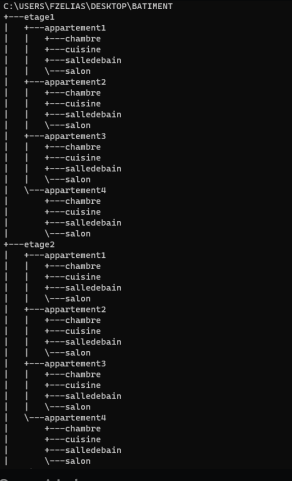 C:\USERS\FZELIAS\DESKTOP\BATIMENT
+---etage1
|   +---appartement1
|   |   +---chambre
|   |   +---cuisine
|   |   +---salledebain
|   |   \---salon
|   +---appartement2
|   |   +---chambre
|   |   +---cuisine
|   |   +---salledebain
|   |   \---salon
|   +---appartement3
|   |   +---chambre
|   |   +---cuisine
|   |   +---salledebain
|   |   \---salon
|   \---appartement4
|       +---chambre
|       +---cuisine
|       +---salledebain
|       \---salon
+---etage2
|   +---appartement1
|   |   +---chambre
|   |   +---cuisine
|   |   +---salledebain
|   |   \---salon
|   +---appartement2
|   |   +---chambre
|   |   +---cuisine
|   |   +---salledebain
|   |   \---salon
|   +---appartement3
|   |   +---chambre
|   |   +---cuisine
|   |   +---salledebain
|   |   \---salon
|   \---appartement4
|       +---chambre
|       +---cuisine
|       +---salledebain
|       \---salon